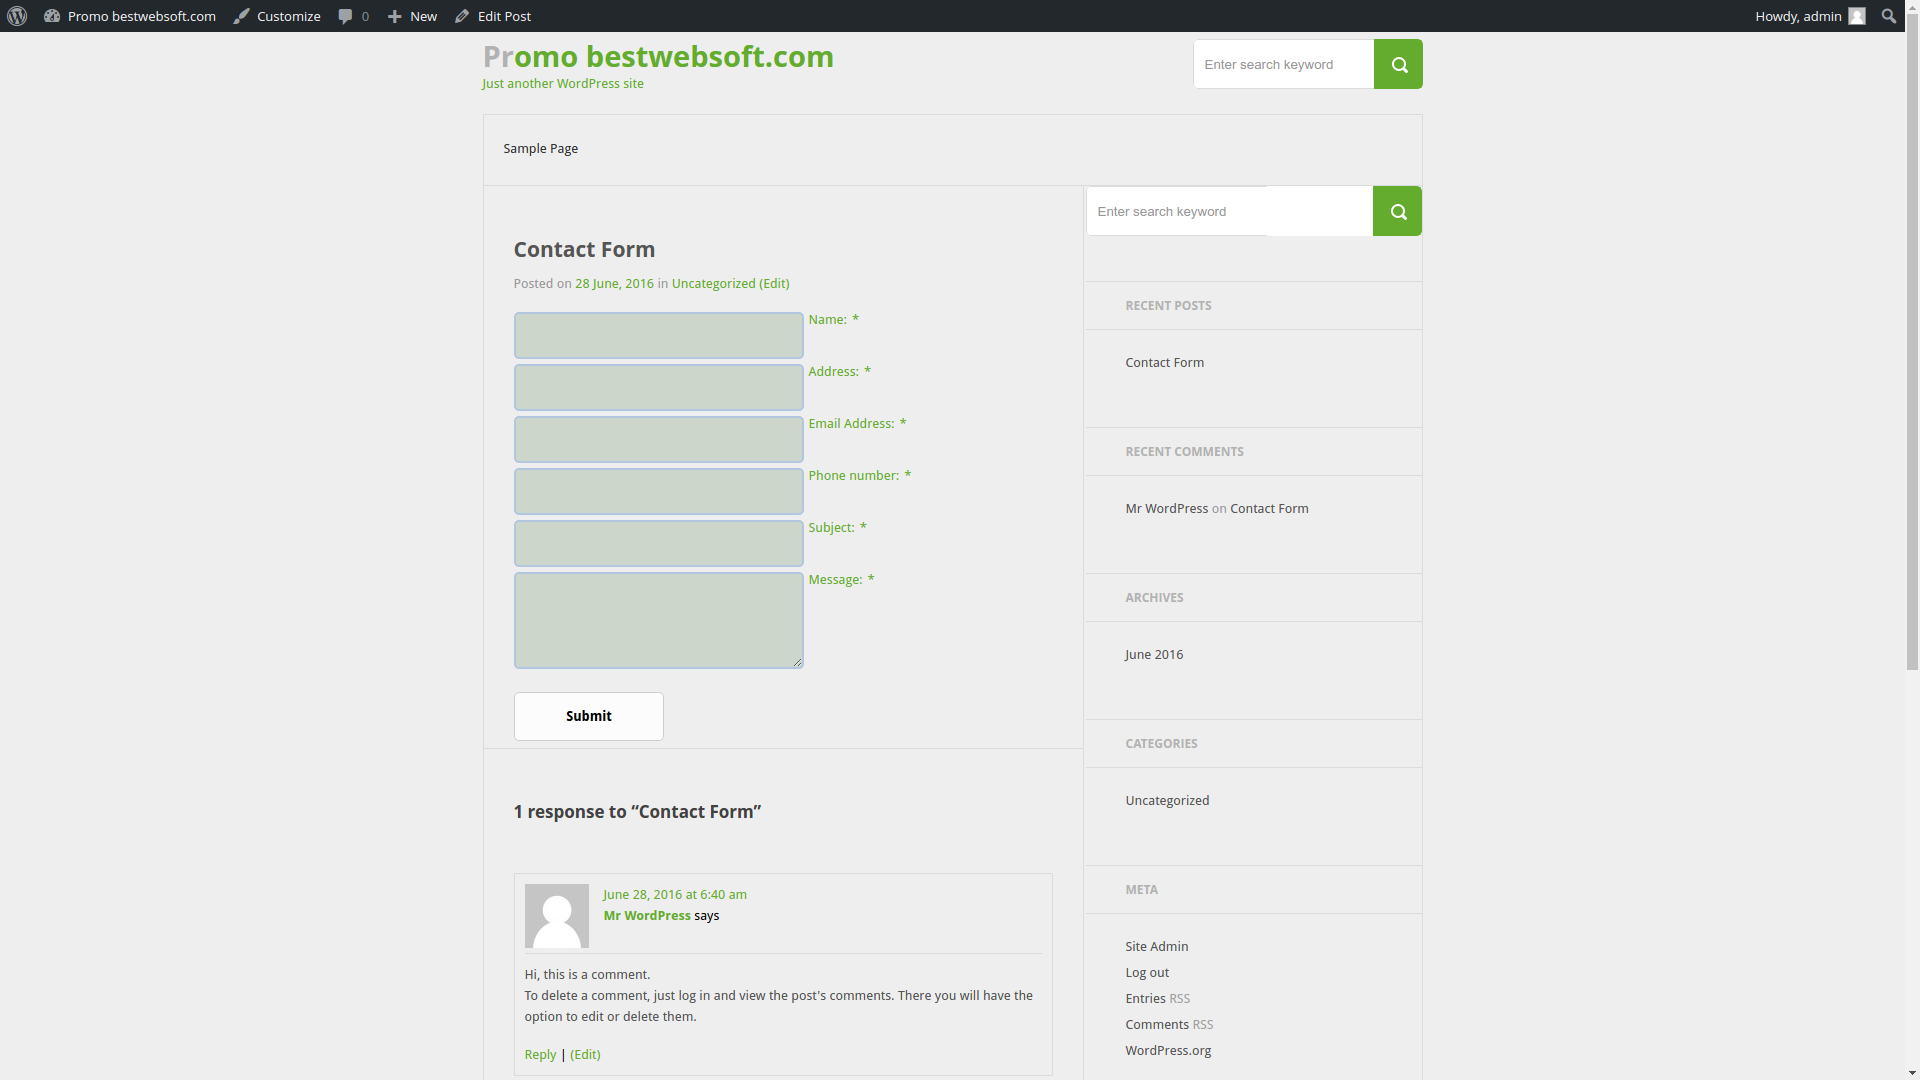 Promo bestwebsoft.com
Customize
0
New
Edit Post
Howdy, admin
Promo bestwebsoft.com
Just another WordPress site
Enter search keyword
Sample Page
Enter search keyword
Contact Form
Posted on 28 June, 2016 in Uncategorized (Edit)
Name: *
Address: *
Email Address: *
Phone number: *
Subject: *
Message: *
Submit
1 response to “Contact Form”
June 28, 2016 at 6:40 am
Mr WordPress says
Hi, this is a comment.
To delete a comment, just log in and view the post's comments. There you will have the
option to edit or delete them.
Reply | (Edit)
RECENT POSTS
Contact Form
RECENT COMMENTS
Mr WordPress on Contact Form
ARCHIVES
June 2016
CATEGORIES
Uncategorized
META
Site Admin
Log out
Entries RSS
Comments RSS
WordPress.org